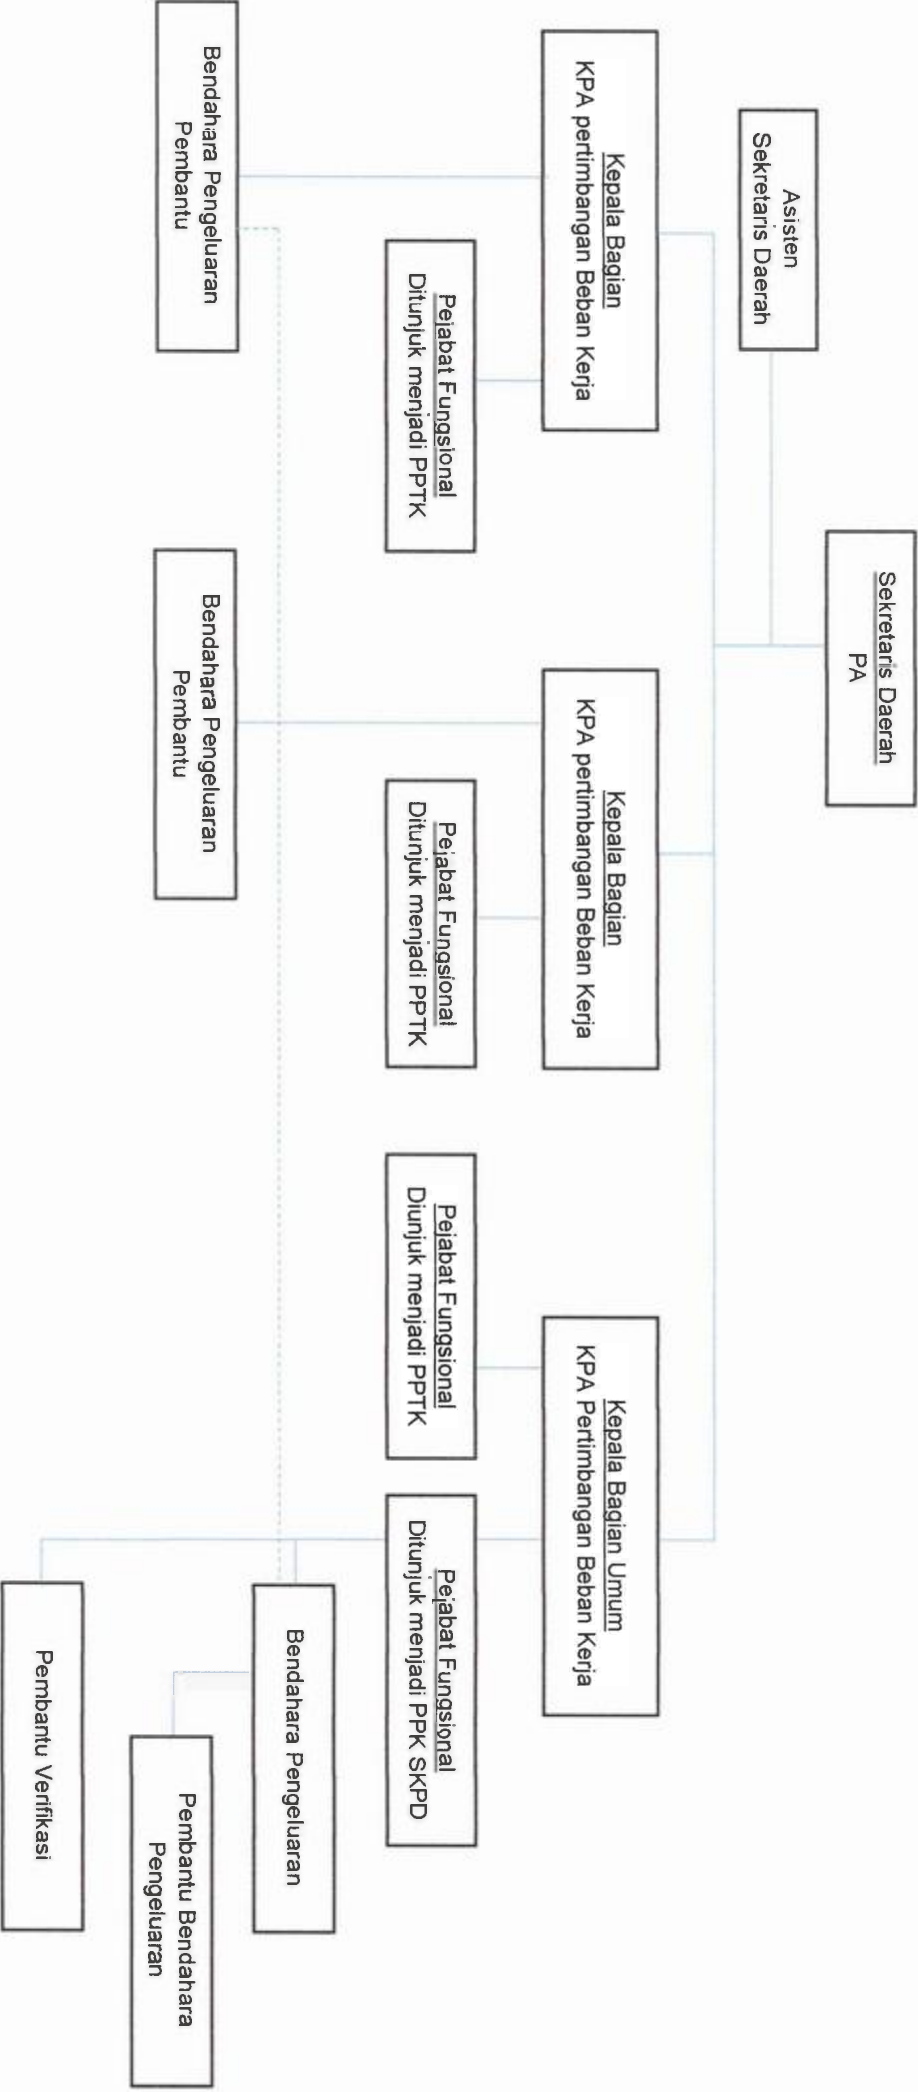 Sekretaris Daerah
PA
Asisten
Sekretaris Daerah
Kepala Bagian
KPA pertimbangan Beban Kerja
Kepala Bagian
KPA pertimbangan Beban Kerja
Kepala Bagian Umum
KPA Pertimbangan Beban Kerja
Pejabat Fungsional
Ditunjuk menjadi PPTK
Pejabat Fungsional
Ditunjuk menjadi PPTK
Pejabat Fungsional
Diunjuk menjadi PPTK
Pejabat Fungsional
Ditunjuk menjadi PPK SKPD
Bendahara Pengeluaran
Bendahara Pengeluaran
Pembantu
Bendahara Pengeluaran
Pembantu
Pembantu Bendahara
Pengeluaran
Pembantu Verifikasi